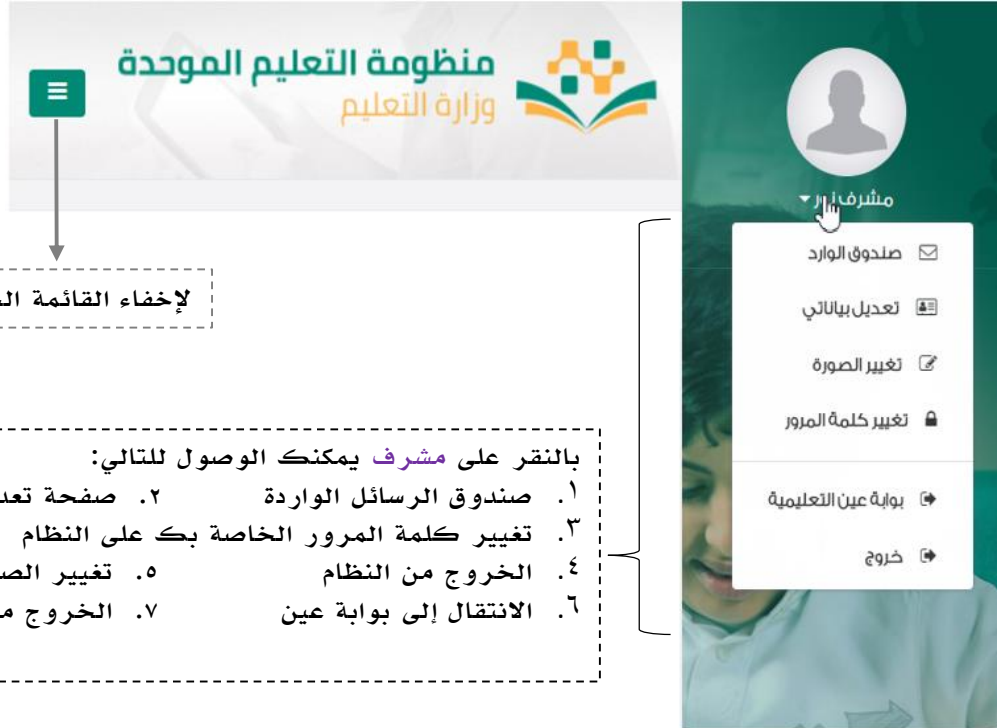 منظومة التعليم الموحدة
وزارة التعليم
مشرف
صندوق الوارد
تعديل بياناتي
تغيير الصورة
تغيير كلمة المرور
بوابة عين التعليمية
خروج
لإخفاء القائمة
بالنقر على مشرف يمكنك الوصول للتالي:
١. صندوق الرسائل الواردة ٢. صفحة
٣. تغيير كلمة المرور الخاصة بك على النظام
٤. الخروج من النظام ٥. تغيير
٦. الانتقال إلى بوابة عين ٧. الخروج